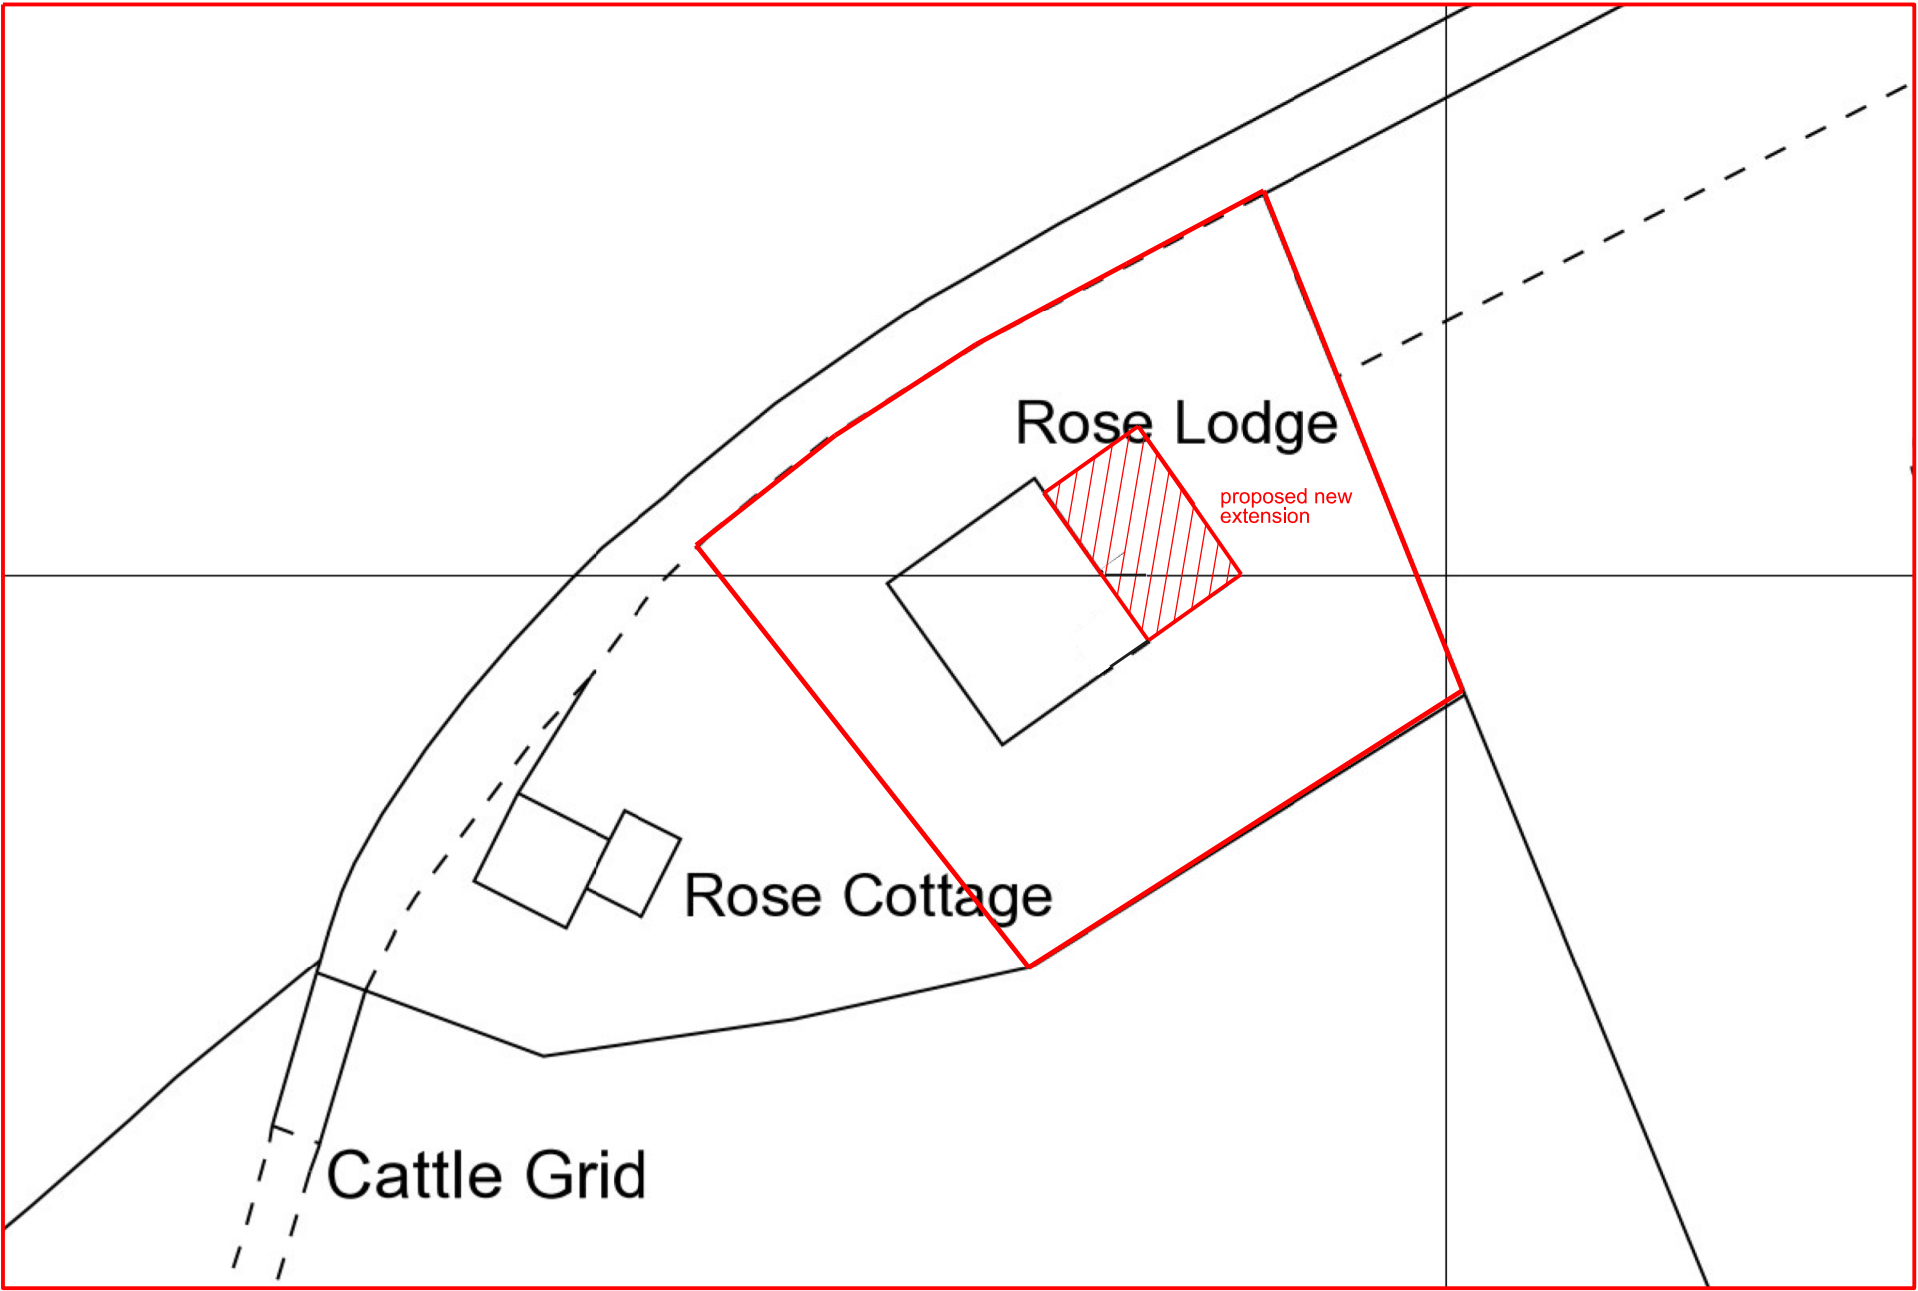 Rose Lodge
proposed new
extension
Rose Cottage
Cattle Grid